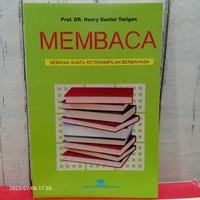 Prof. DR. Henry Guntur Tarigan
MEMBACA
SEBAGAI SUATU KETERAMPILAN BERBAHASA
2023/07/06 17:26